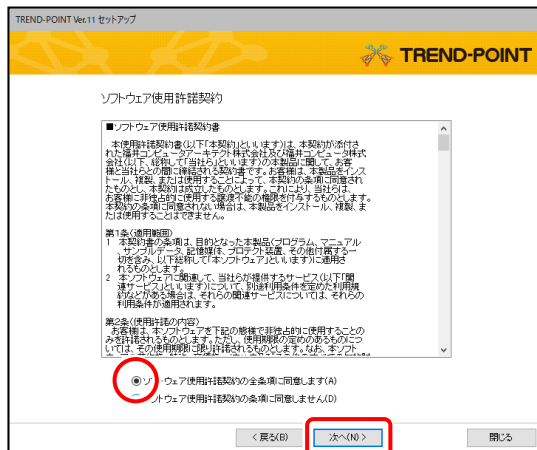 TREND-POINT Ver.11 セットアップ
TREND-POINT
ソフトウェア使用許諾契約
■ソフトウェア使用許諾契約書
本使用許諾契約書(以下「本契約」といいます)は、本契約が添付さ
れた福井コンピュータアーキテクト株式会社及び福井コンピュータ株式
会社(以下、総称して「当社ら」といいます)の本製品に関して、お客
様と当社らとの間に締結される契約書です。お客様は、本製品をインス
トール、複製、または使用することによって、本契約の条項に同意され
たものとし、本契約は成立したものとします。これにより、当社らは、
お客様に非独占的に使用する譲渡不能の権限を付与するものとします。
本契約の条項に同意されない場合は、本製品をインストール、複製、ま
たは使用することはできません。
第1条(適用範囲)
1 本契約書の条項は、目的となった本製品(プログラム、マニュアル
、サンプルデータ、記憶媒体、プロテクト装置、その他付属する一
切を含み、以下総称して「本ソフトウェア」といいます)に適用さ
れるものとします。
2 本ソフトウェアに関連して、当社らが提供するサービス(以下「関
連サービス」といいます)について、別途利用条件を定めた利用規
約などがある場合は、それらの関連サービスについては、それらの
利用条件が適用されます。
第2条(使用許諾の内容)
お客様は、本ソフトウェアを下記の態様で非独占的に使用することの
みを許諾されるものとします。ただし、使用期限の定めのあるものにつ
いては、その使用期限に限り許諾されるものとします。なお、本ソフト
ソフトウェア使用許諾契約の全条項に同意します(A)
トウェア使用許諾契約の条項に同意しません(D)
< 戻る(B)
次へ(N) >
閉じる